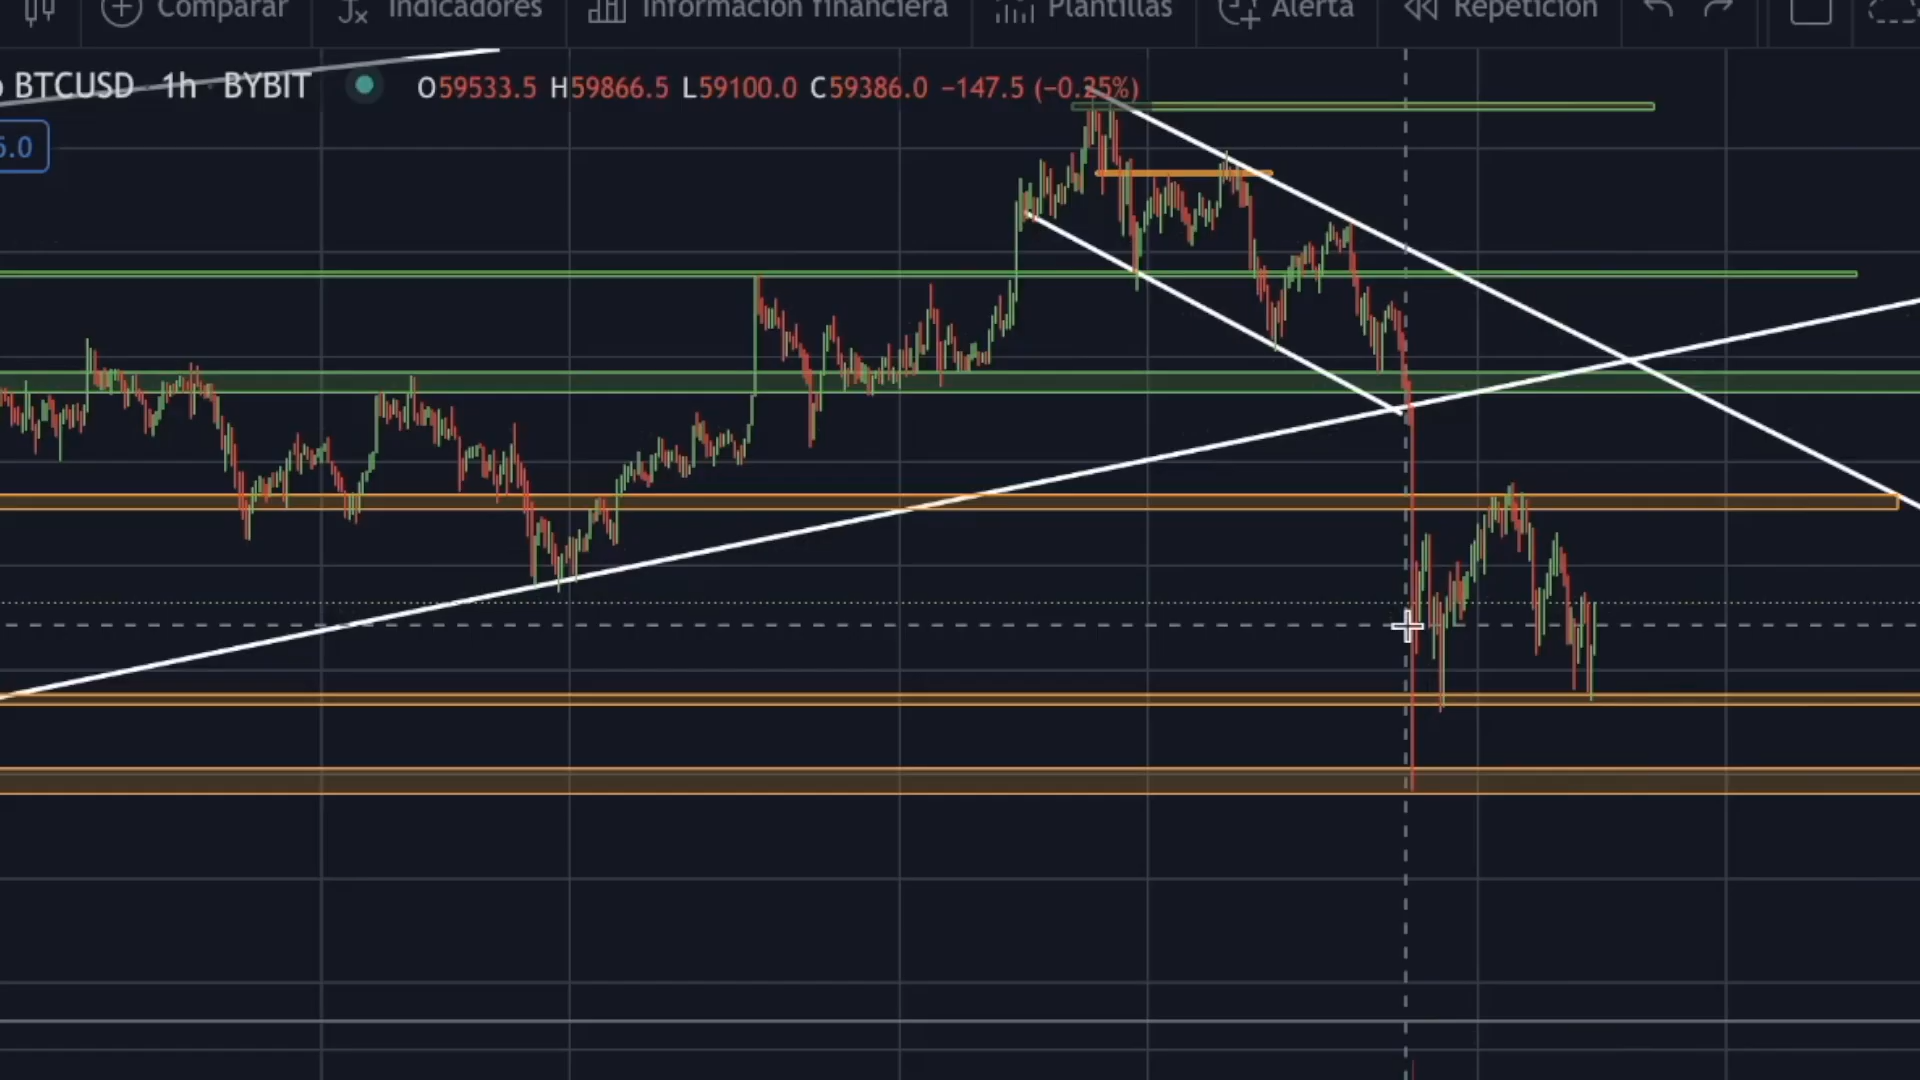 Comparar Indicadores Información financiera Plantillas Alerta Repetición
BTCUSD 1h BYBIT O59533.5 H59866.5 L59100.0 C59386.0 −147.5 (−0.25%)